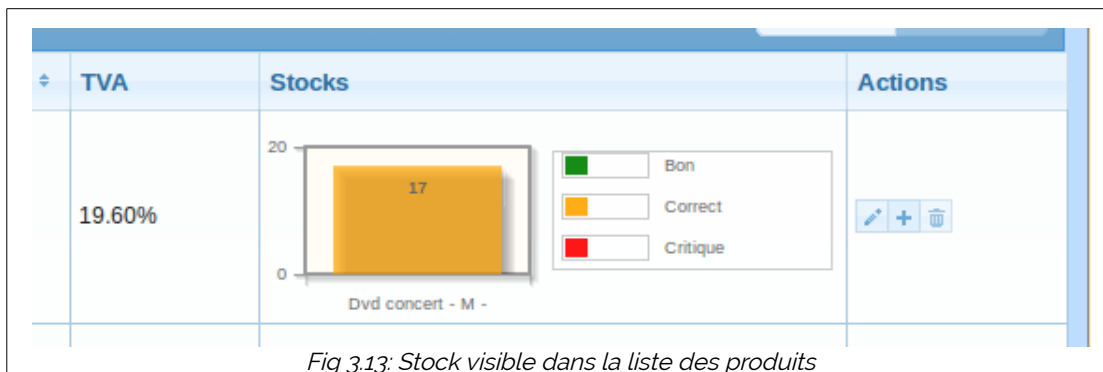 TVA Stocks Actions
20
17
Bon
Correct
19.60%
Critique
0
Dvd concert - M -
Fig 3.13: Stock visible dans la liste des produits